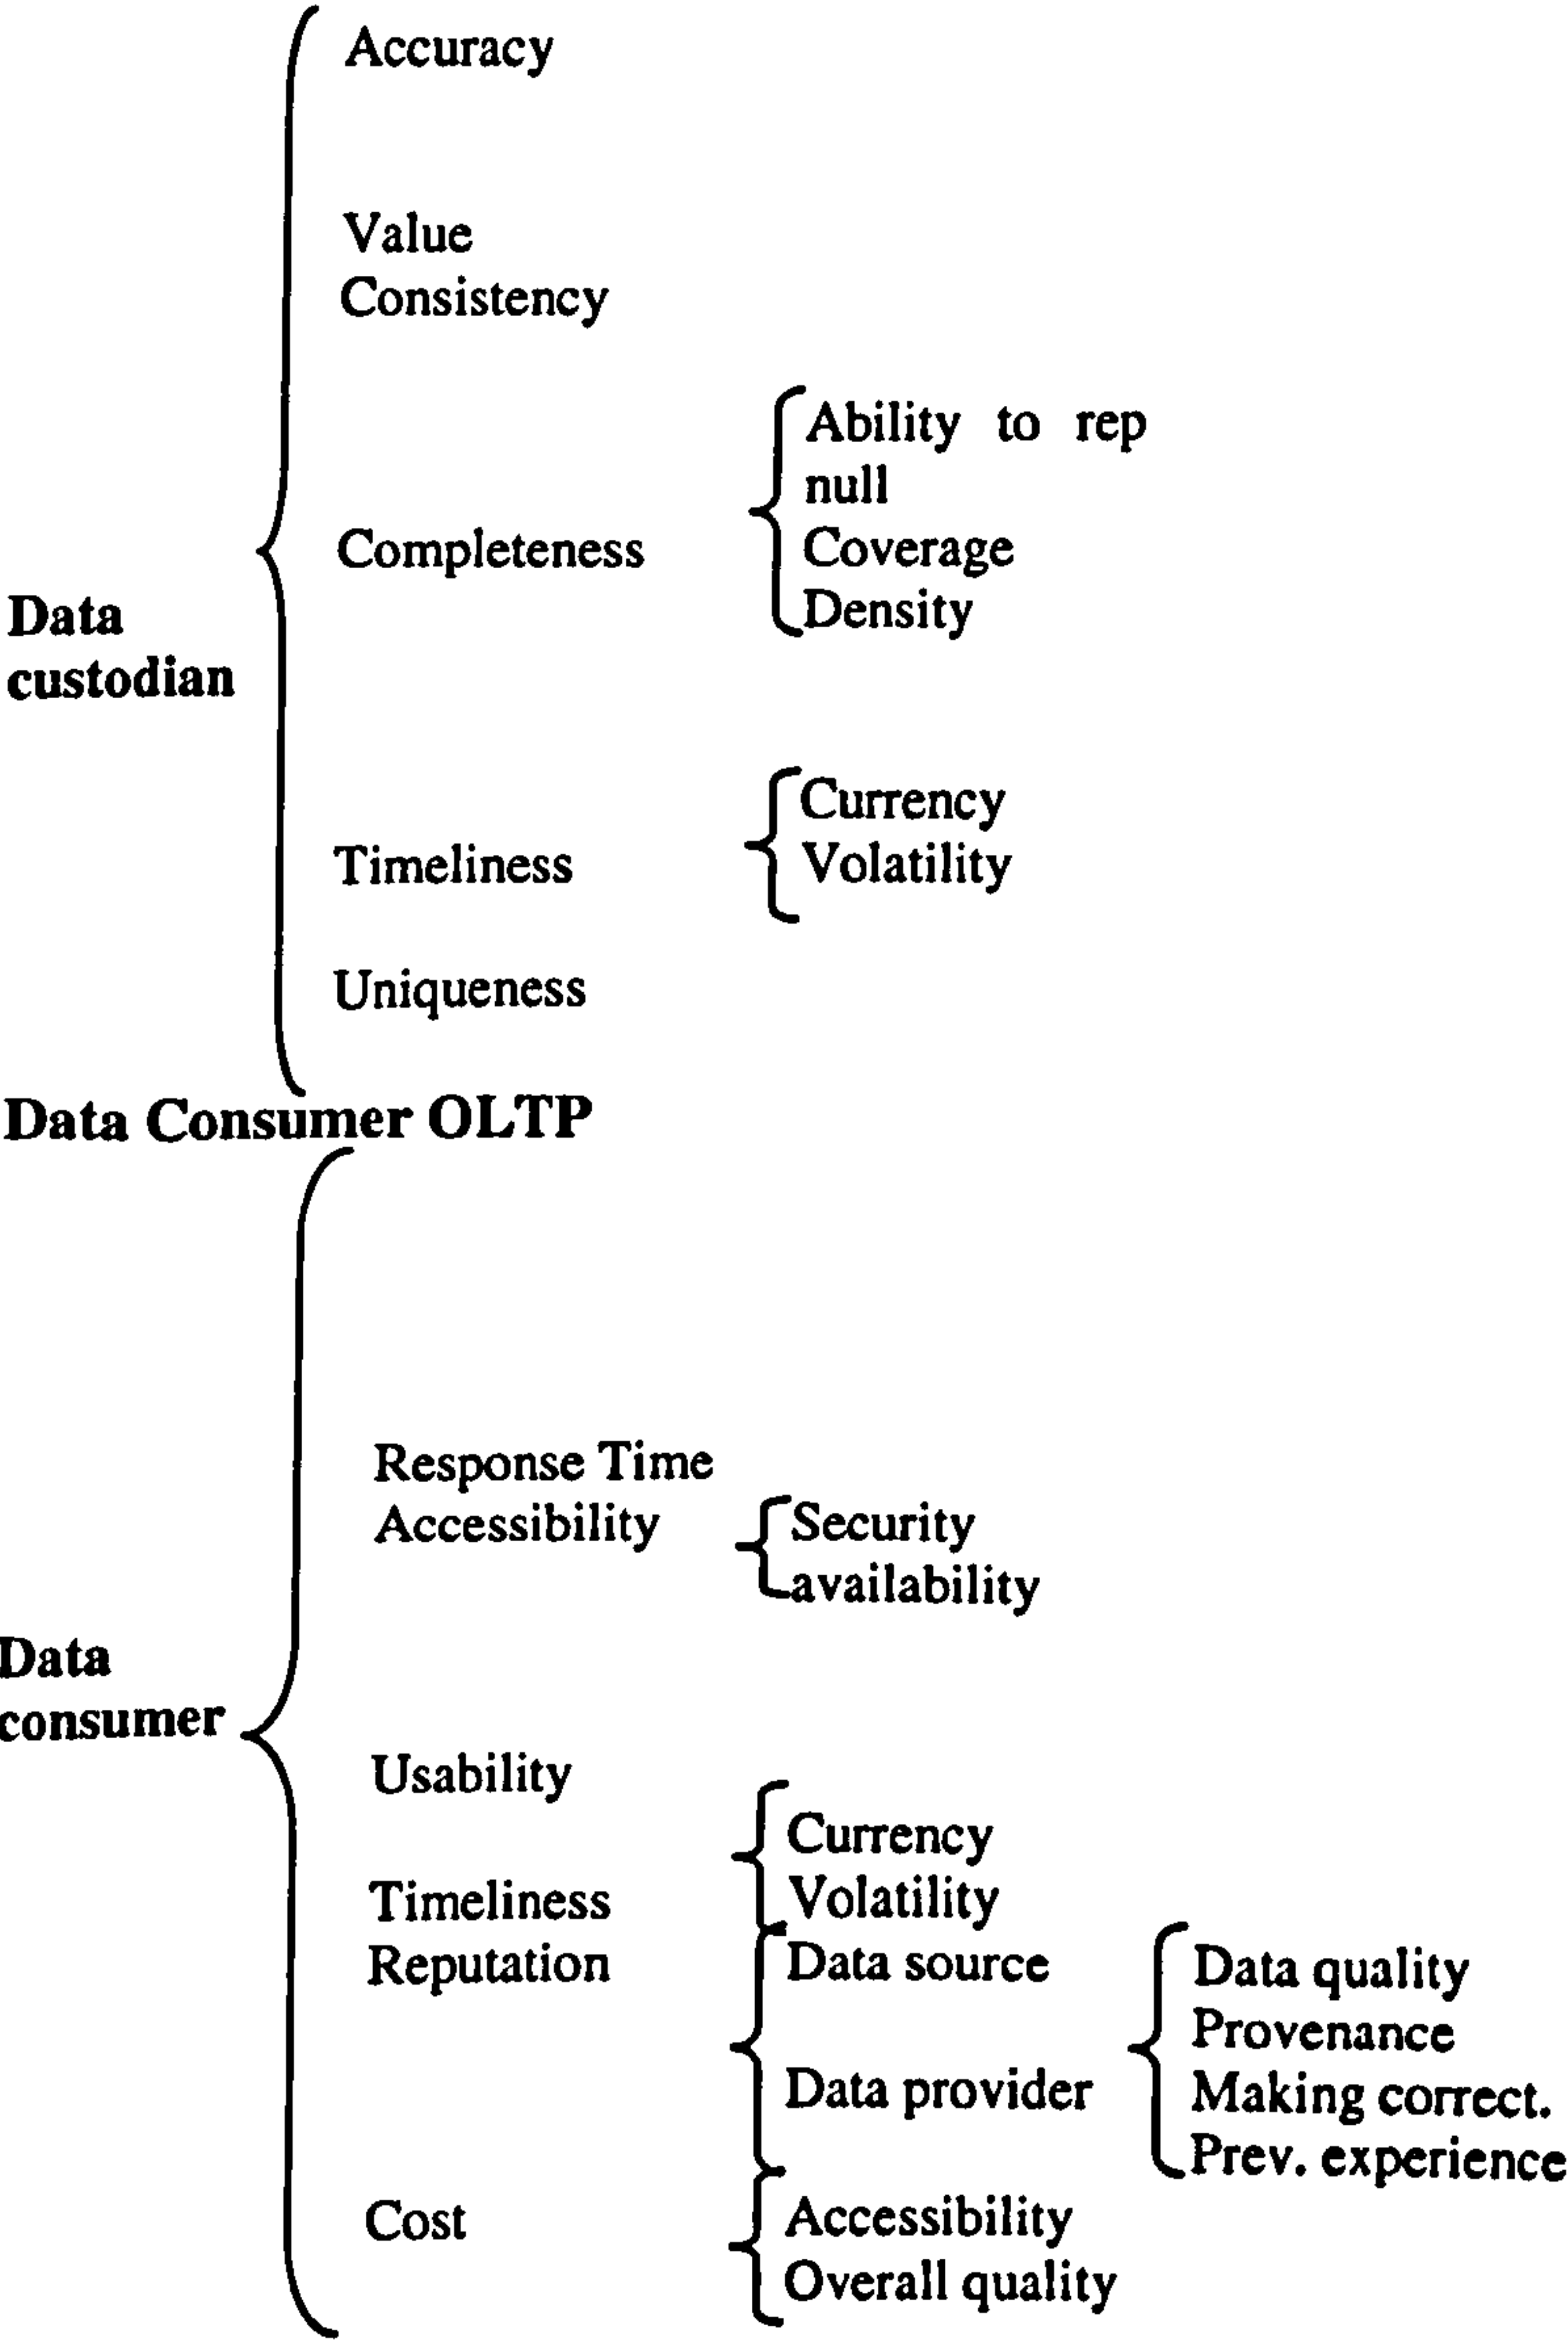 Accuracy
Value
Consistency
Ability to rep
null
Completeness
Coverage
Density
Data
custodian
Currency
Timeliness
Volatility
Uniqueness
Data Consumer OLTP
Response Time
Accessibility
Security
availability
Data
consumer
Usability
Currency
Timeliness
Volatility
Reputation
Data source
Data quality
Provenance
Data provider
Making correct.
Prev. experience
Cost
Accessibility
Overall quality